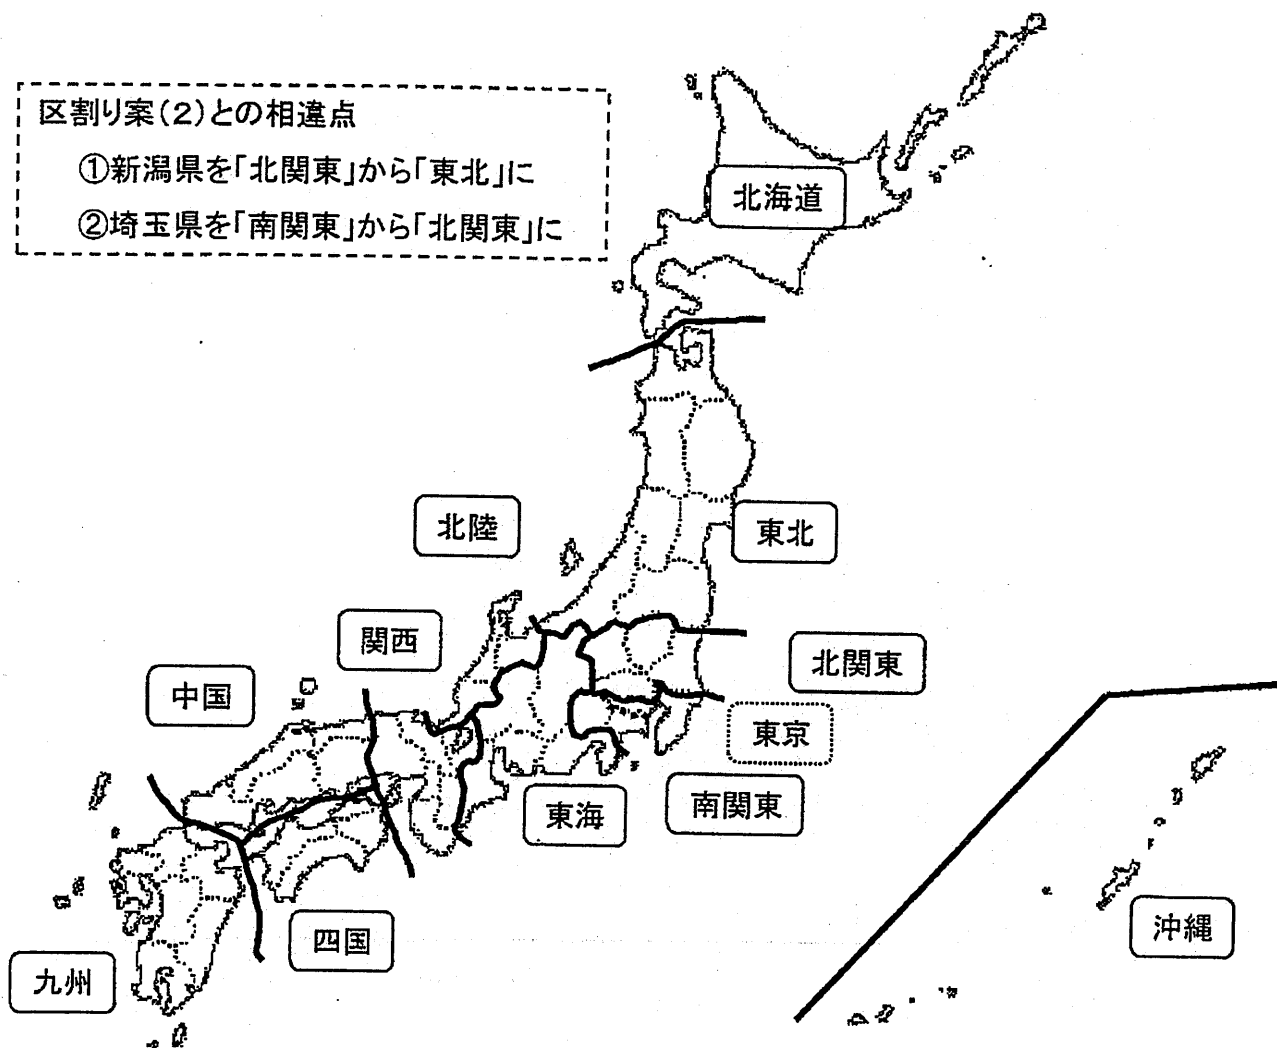 区割り案(2)との相違点
①新潟県を「北関東」から「東北」に
②埼玉県を「南関東」から「北関東」に
北海道
北陸
東北
関西
北関東
中国
東京
南関東
東海
沖縄
四国
九州